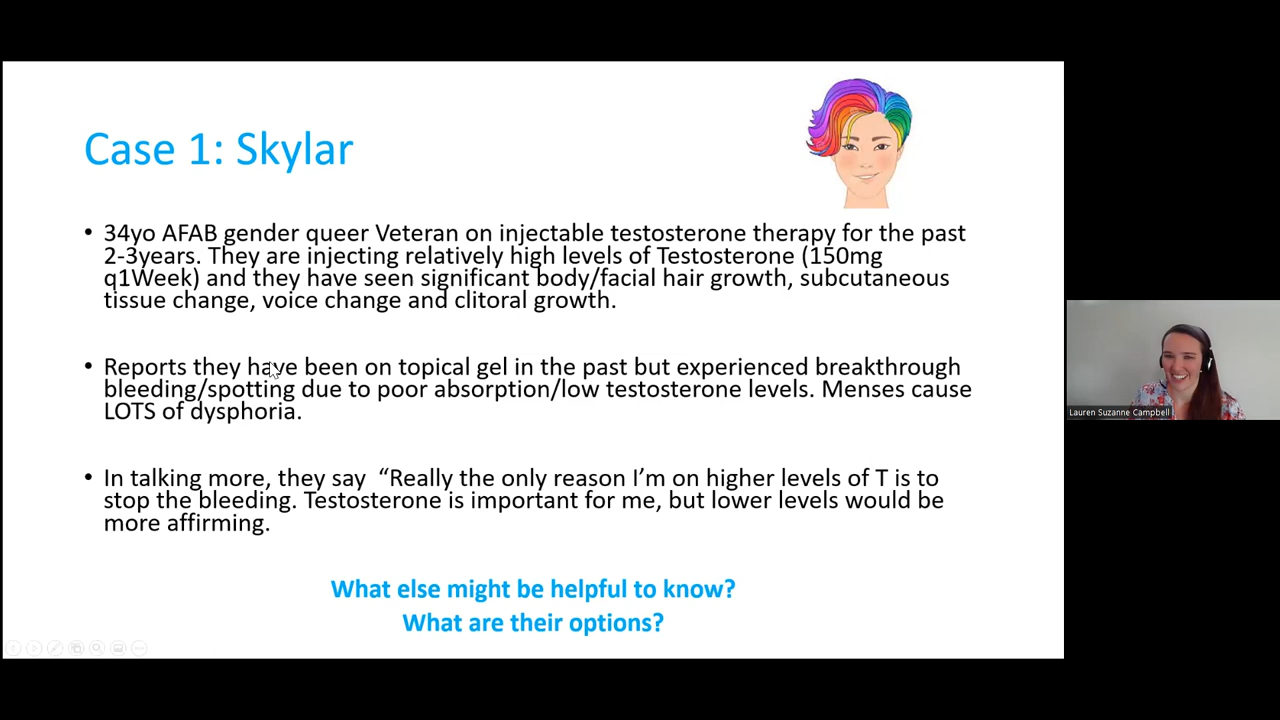 Case 1: Skylar
• 34yo AFAB gender queer Veteran on injectable testosterone therapy for the past
2-3years. They are injecting relatively high levels of Testosterone (150mg
q1Week) and they have seen significant body/facial hair growth, subcutaneous
tissue change, voice change and clitoral growth.
• Reports they have been on topical gel in the past but experienced breakthrough
bleeding/spotting due to poor absorption/low testosterone levels. Menses cause
LOTS of dysphoria.
• In talking more, they say “Really the only reason I’m on higher levels of T is to
stop the bleeding. Testosterone is important for me, but lower levels would be
more affirming.
What else might be helpful to know?
What are their options?
Lauren Suzanne Campbell